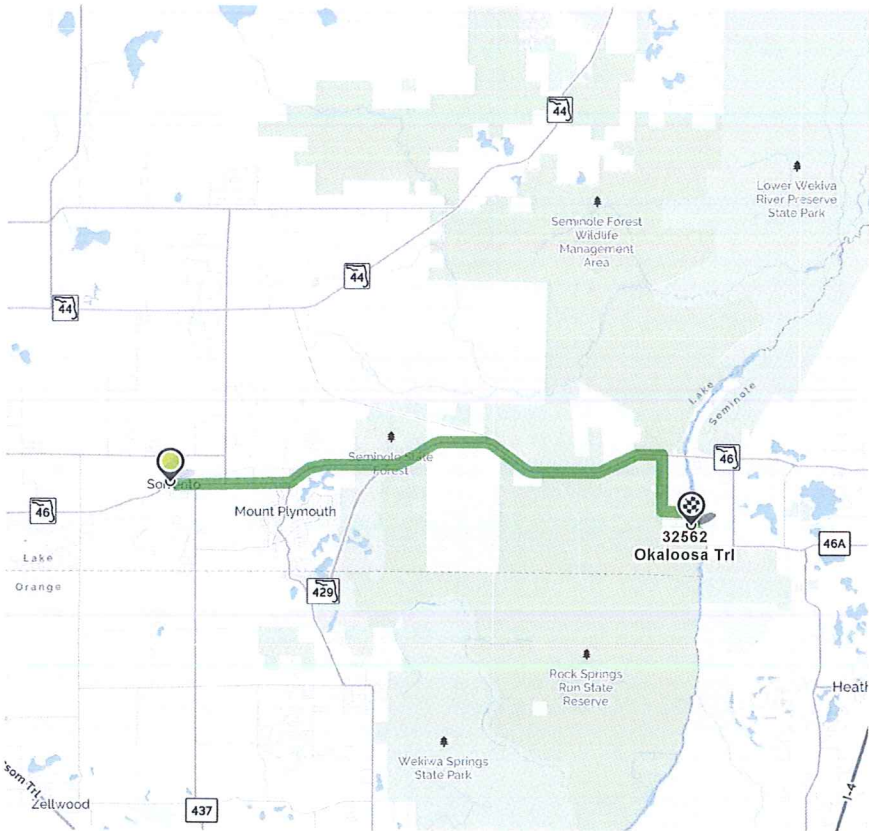 44
Lower Wekiva
River Preserve
State Park
Seminole Forest
Wildlife
Management
Area
44
44
Lake
Seminole
Seminole State
Forest
46
Mount Plymouth
46
32562
Okaloosa Trl
46A
Lake
Orange
429
Rock Springs
Run State
Reserve
Heath
Wekiwa Springs
State Park
som Trl
Zellwood
437
I-4